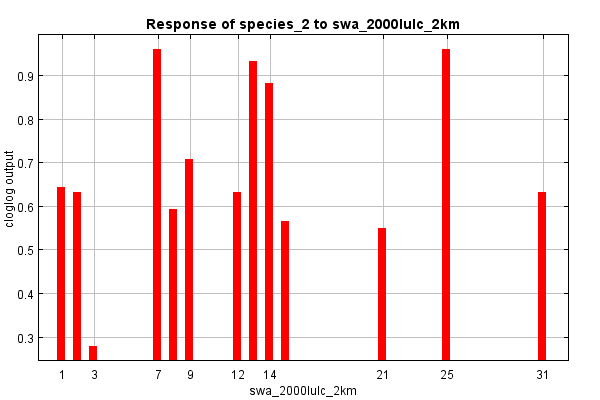 Response of species_2 to swa_2000lulc_2km
0.9
0.8
0.7
0.6
0.5
0.4
0.3
cloglog output
1 3 7 9 12 14 21 25 31
swa_2000lulc_2km